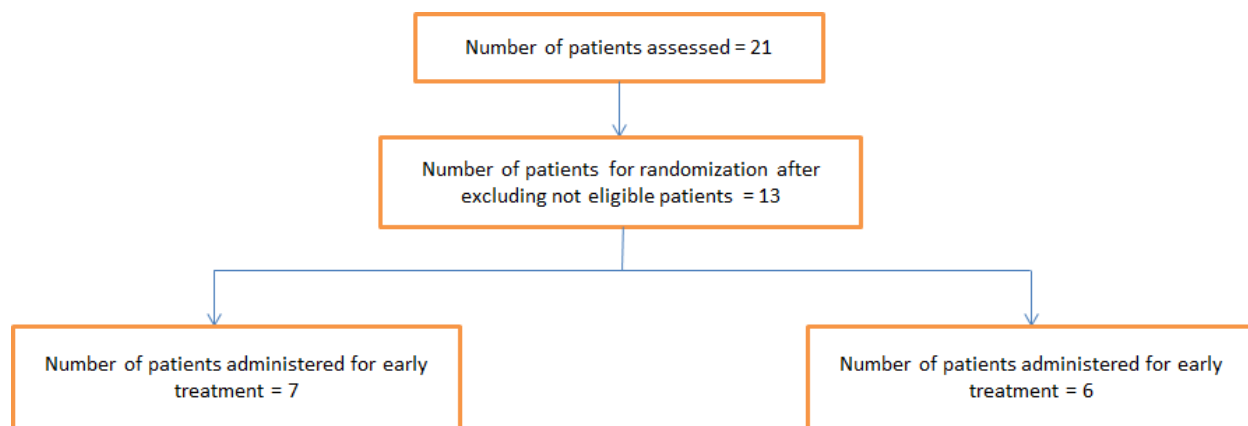 Number of patients assessed = 21
Number of patients for randomization after
excluding not eligible patients = 13
Number of patients administered for early
treatment = 7
Number of patients administered for early
treatment = 6